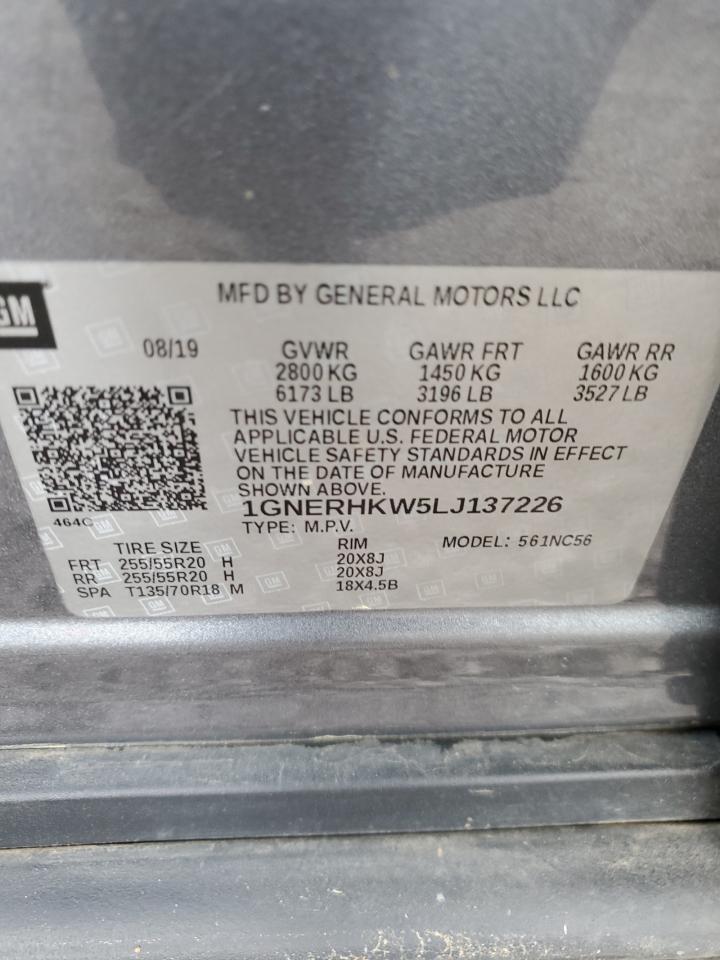 GM
MFD BY GENERAL MOTORS LLC
08/19 GVWR GAWR FRT GAWR RR
2800 KG 1450 KG 1600 KG
6173 LB 3196 LB 3527 LB
THIS VEHICLE CONFORMS TO ALL
APPLICABLE U.S. FEDERAL MOTOR
VEHICLE SAFETY STANDARDS IN EFFECT
ON THE DATE OF MANUFACTURE
SHOWN ABOVE.
464C
1GNERHKW5LJ137226
TYPE: M.P.V. MODEL: 561NC56
TIRE SIZE RIM
FRT 255/55R20 H 20X8J
RR 255/55R20 H 20X8J
SPA T135/70R18 M 18X4.5B